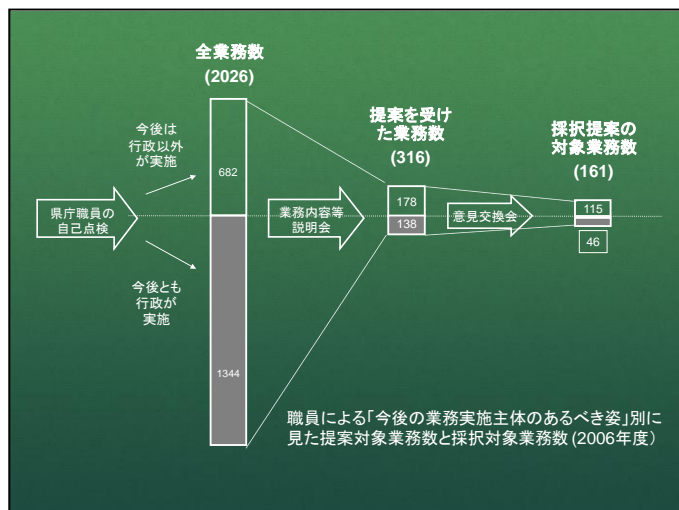 全業務数
(2026)
提案を受け
た業務数
(316)
採択提案の
対象業務数
(161)
今後は
行政以外
が実施
682
178
115
県庁職員の
自己点検
業務内容等
説明会
138
意見交換会
46
今後とも
行政が
実施
1344
職員による「今後の業務実施主体のあるべき姿」別に
見た提案対象業務数と採択対象業務数 (2006年度)